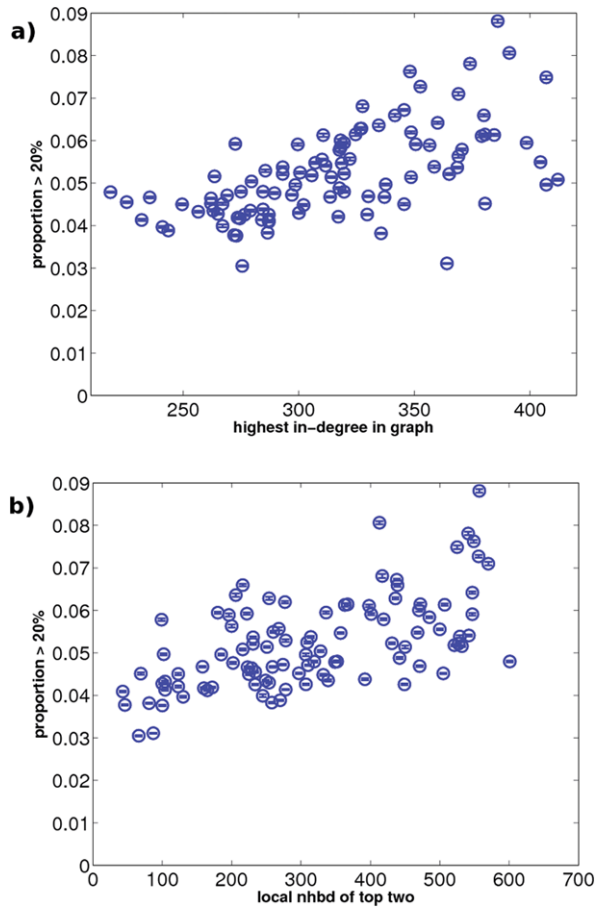 a)
0.09
0.08
0.07
0.06
0.05
0.04
0.03
0.02
0.01
0
proportion > 20%
250 300 350 400
highest in-degree in graph
b)
0.09
0.08
0.07
0.06
0.05
0.04
0.03
0.02
0.01
0
proportion > 20%
0 100 200 300 400 500 600 700
local nhbd of top two